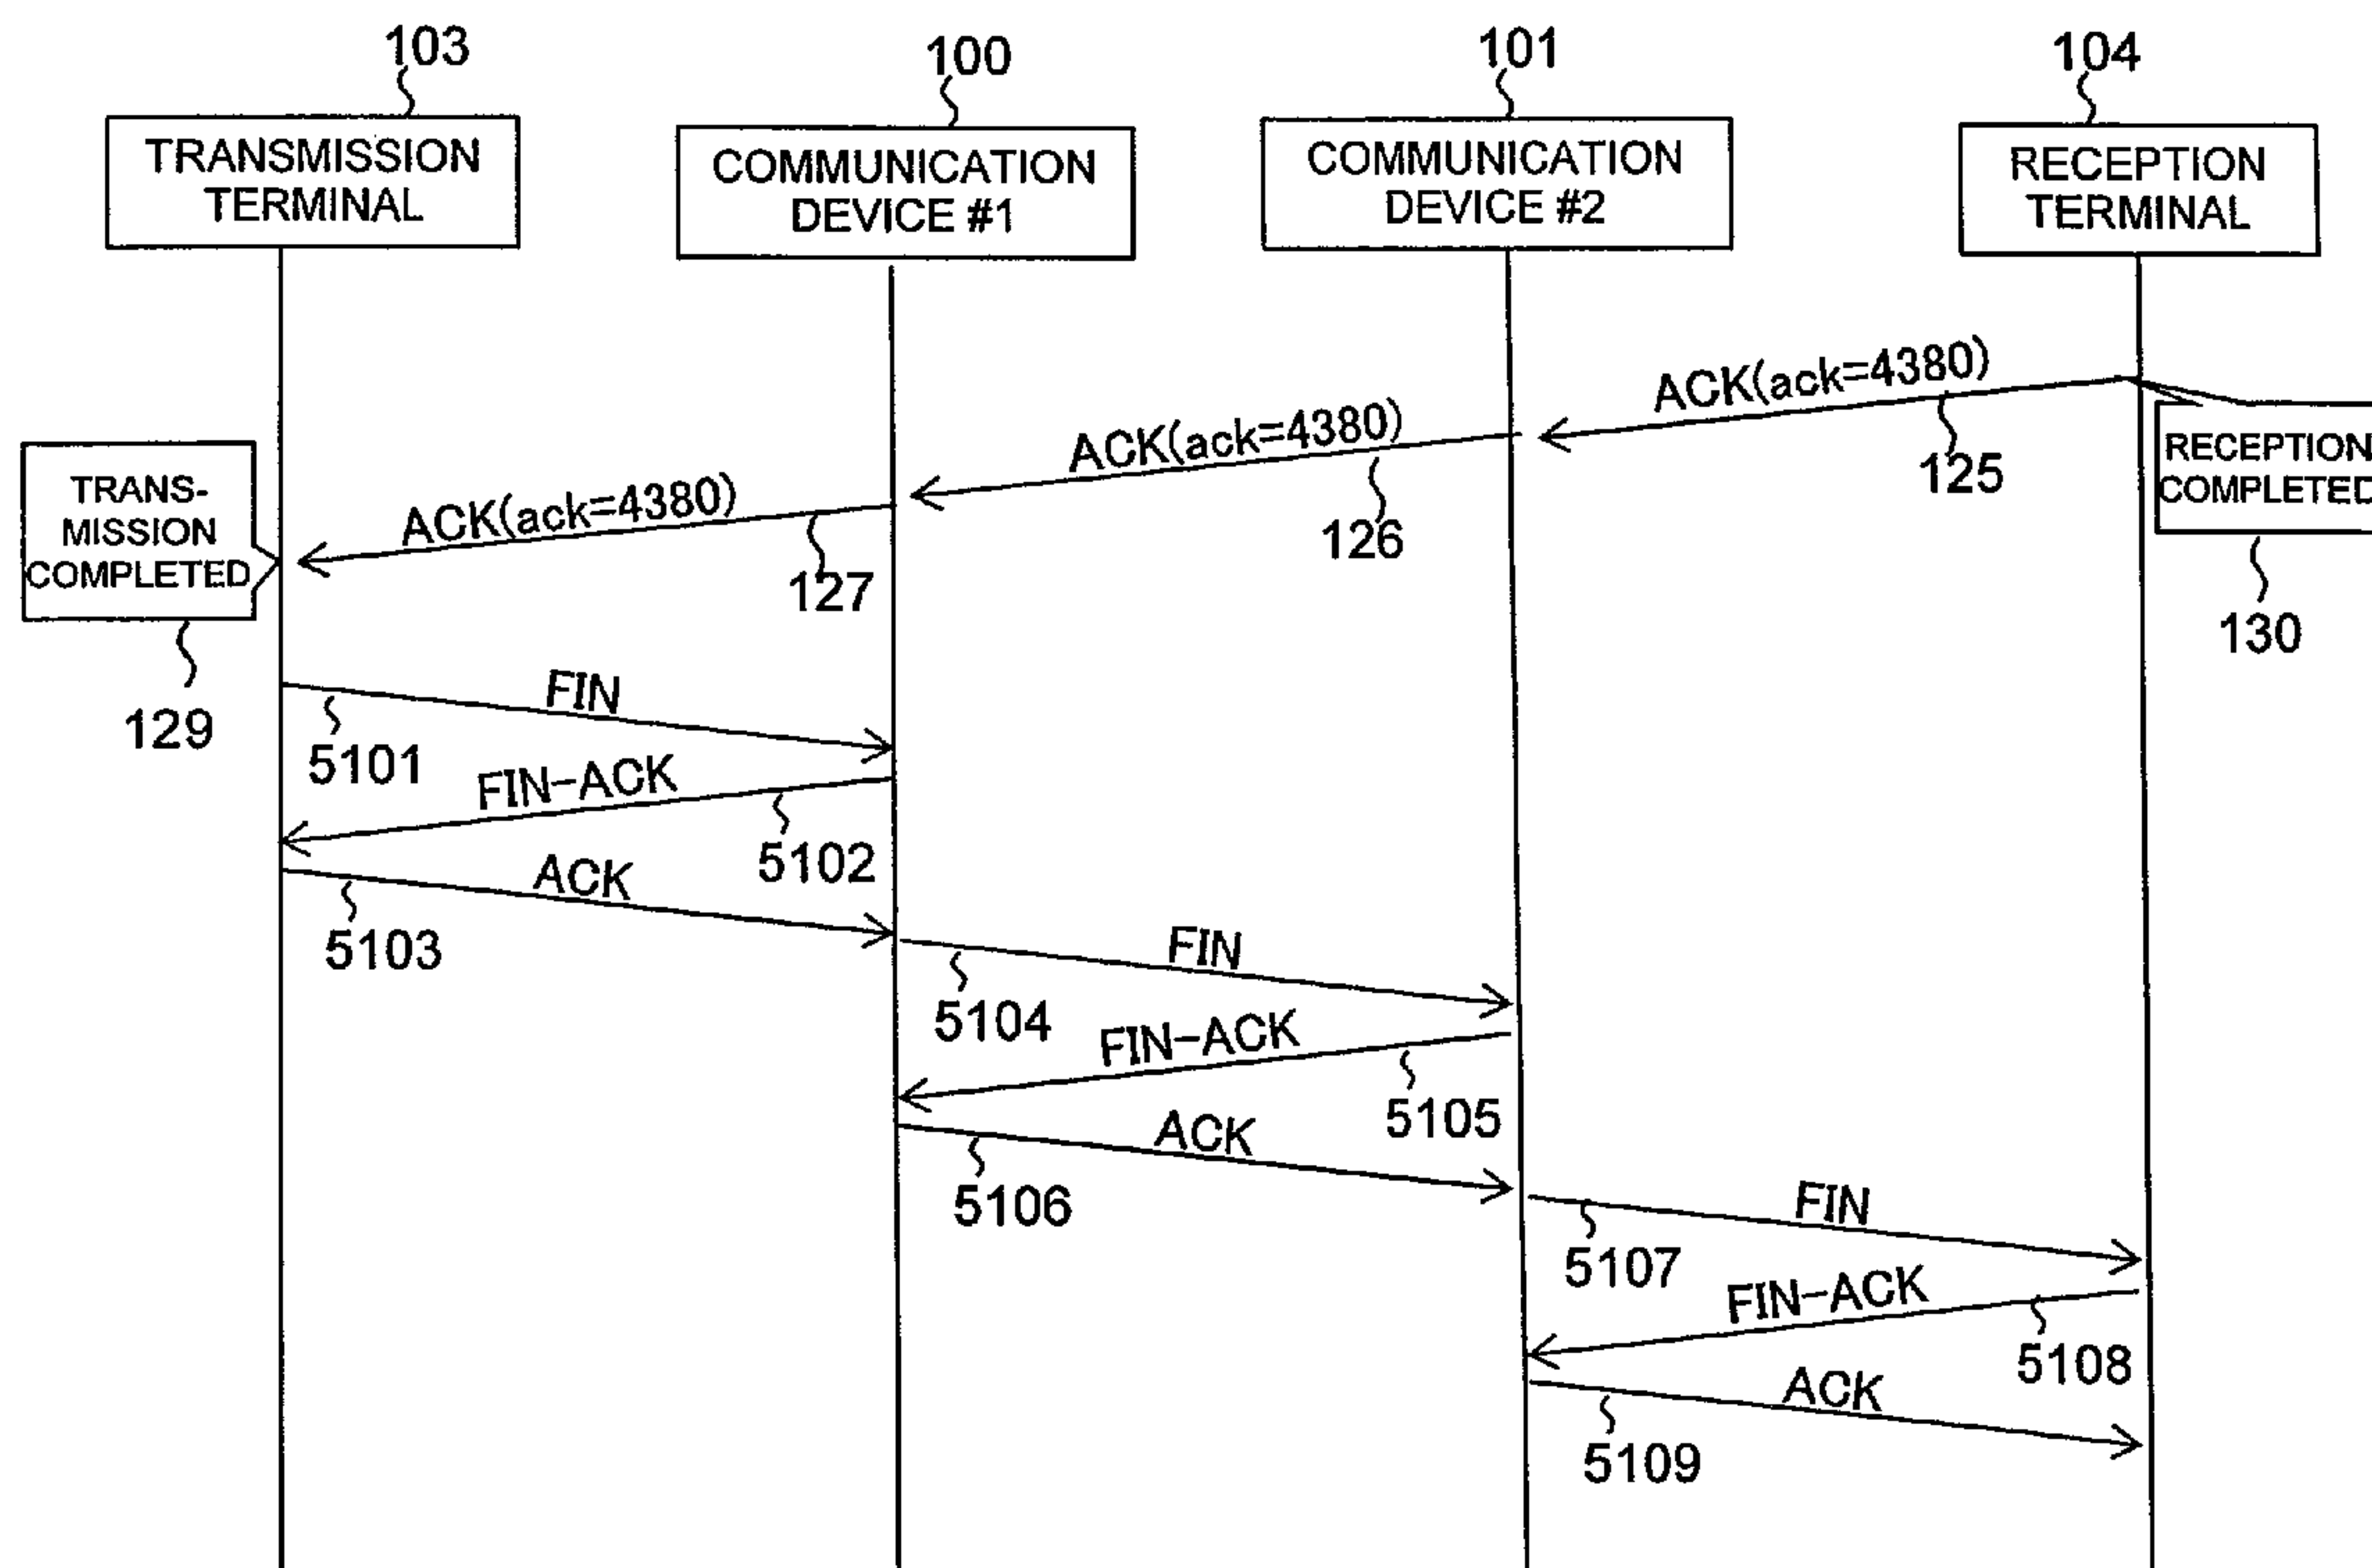 103
100
101
104
TRANSMISSION
TERMINAL
COMMUNICATION
DEVICE #1
COMMUNICATION
DEVICE #2
RECEPTION
TERMINAL
ACK(ack=4380)
125
RECEPTION
COMPLETED
130
ACK(ack=4380)
126
ACK(ack=4380)
127
TRANS-
MISSION
COMPLETED
129
FIN
5101
FIN-ACK
5102
ACK
5103
FIN
5104
FIN-ACK
5105
ACK
5106
FIN
5107
FIN-ACK
5108
ACK
5109